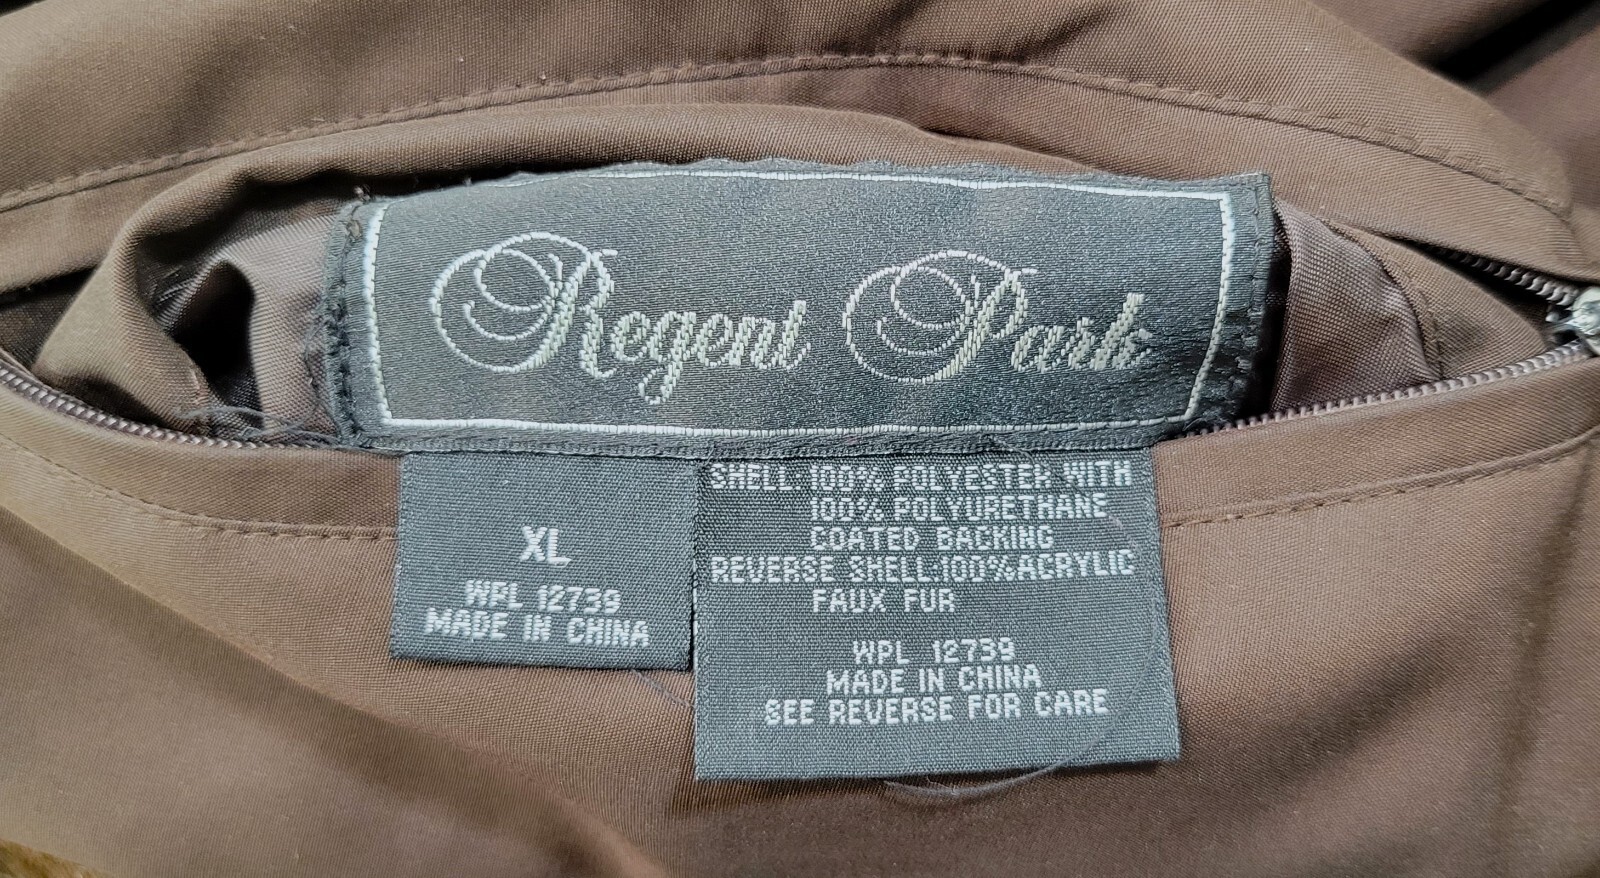 Regent Park
XL
WPL 12739
MADE IN CHINA
SHELL:100% POLYESTER WITH
100% POLYURETHANE
COATED BACKING
REVERSE SHELL:100%ACRYLIC
FAUX FUR
WPL 12739
MADE IN CHINA
SEE REVERSE FOR CARE